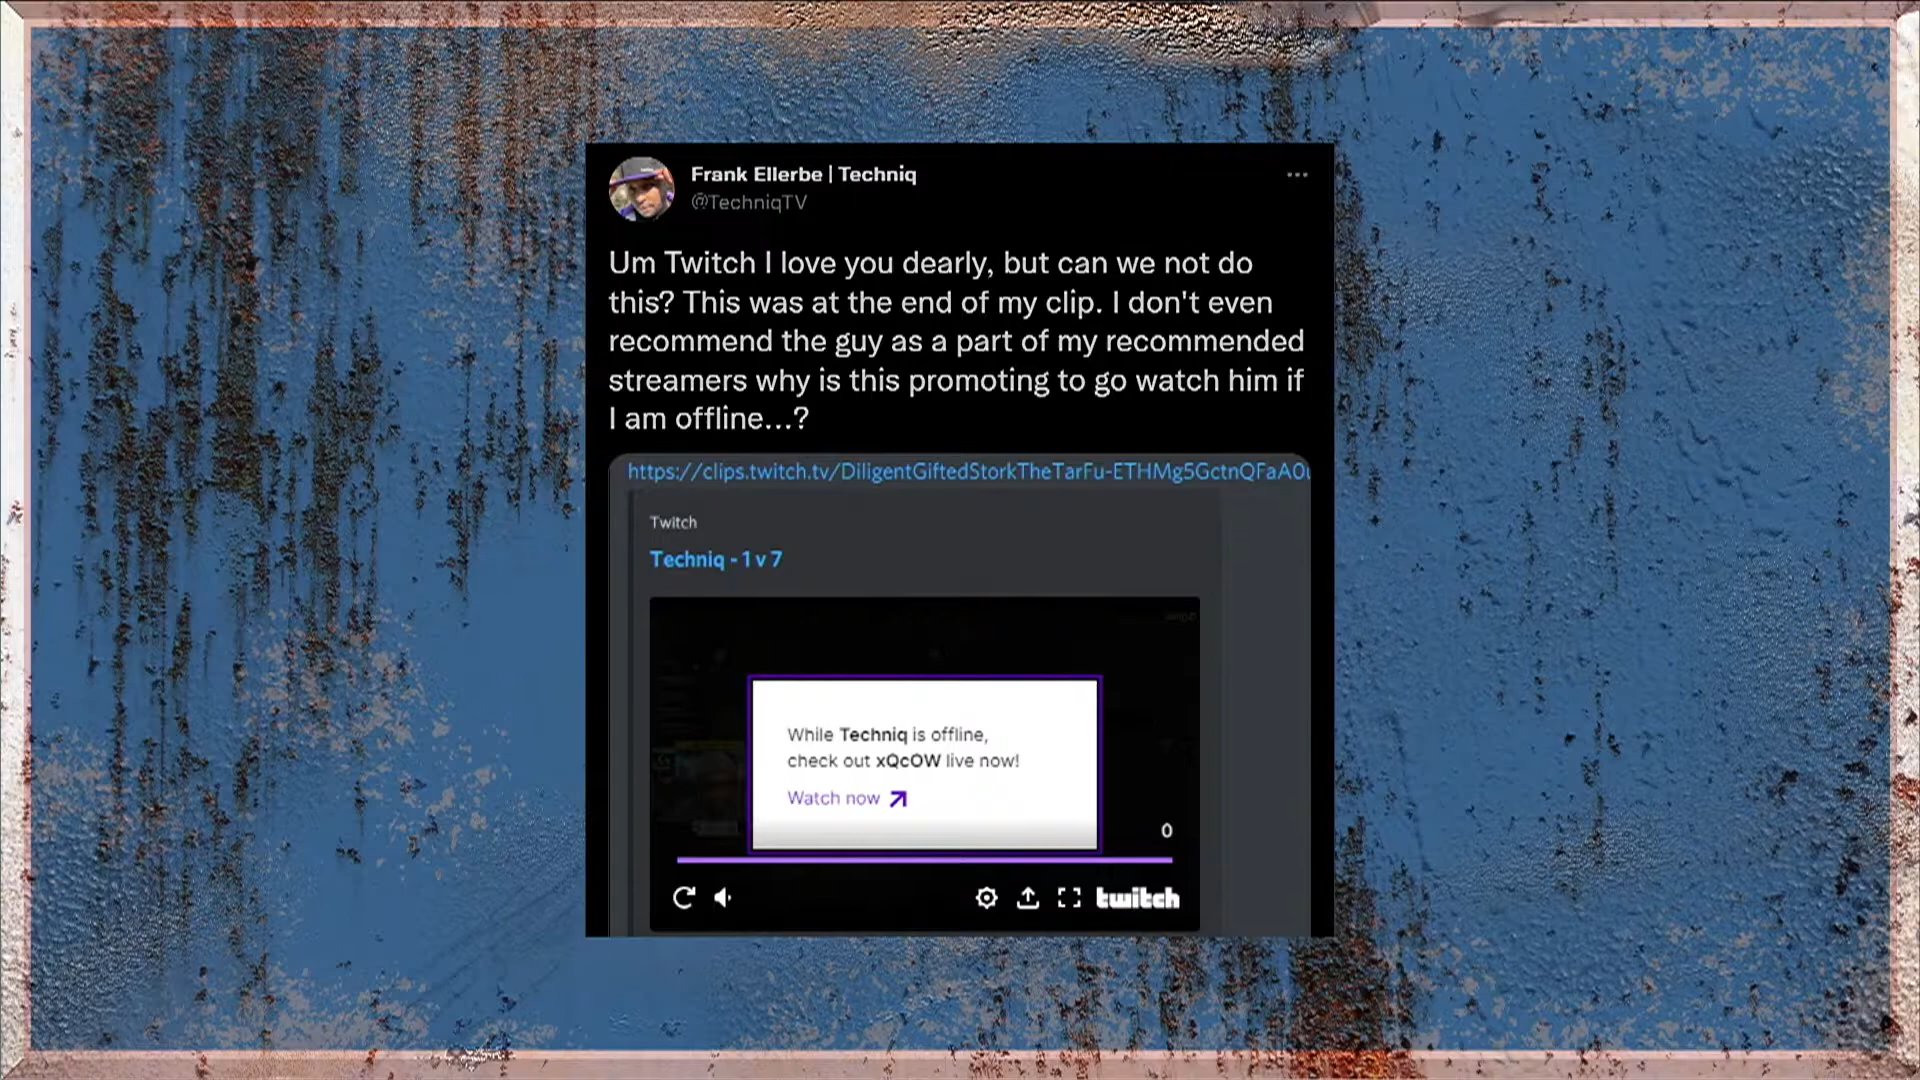 Frank Ellerbe | Techniq
@TechniqTV
Um Twitch I love you dearly, but can we not do
this? This was at the end of my clip. I don't even
recommend the guy as a part of my recommended
streamers why is this promoting to go watch him if
I am offline...?
https://clips.twitch.tv/DiligentGiftedStorkTheTarFu-ETHMg5GctnQFaA0
Twitch
Techniq - 1 v 7
While Techniq is offline,
check out xQcOW live now!
Watch now
0
twitch